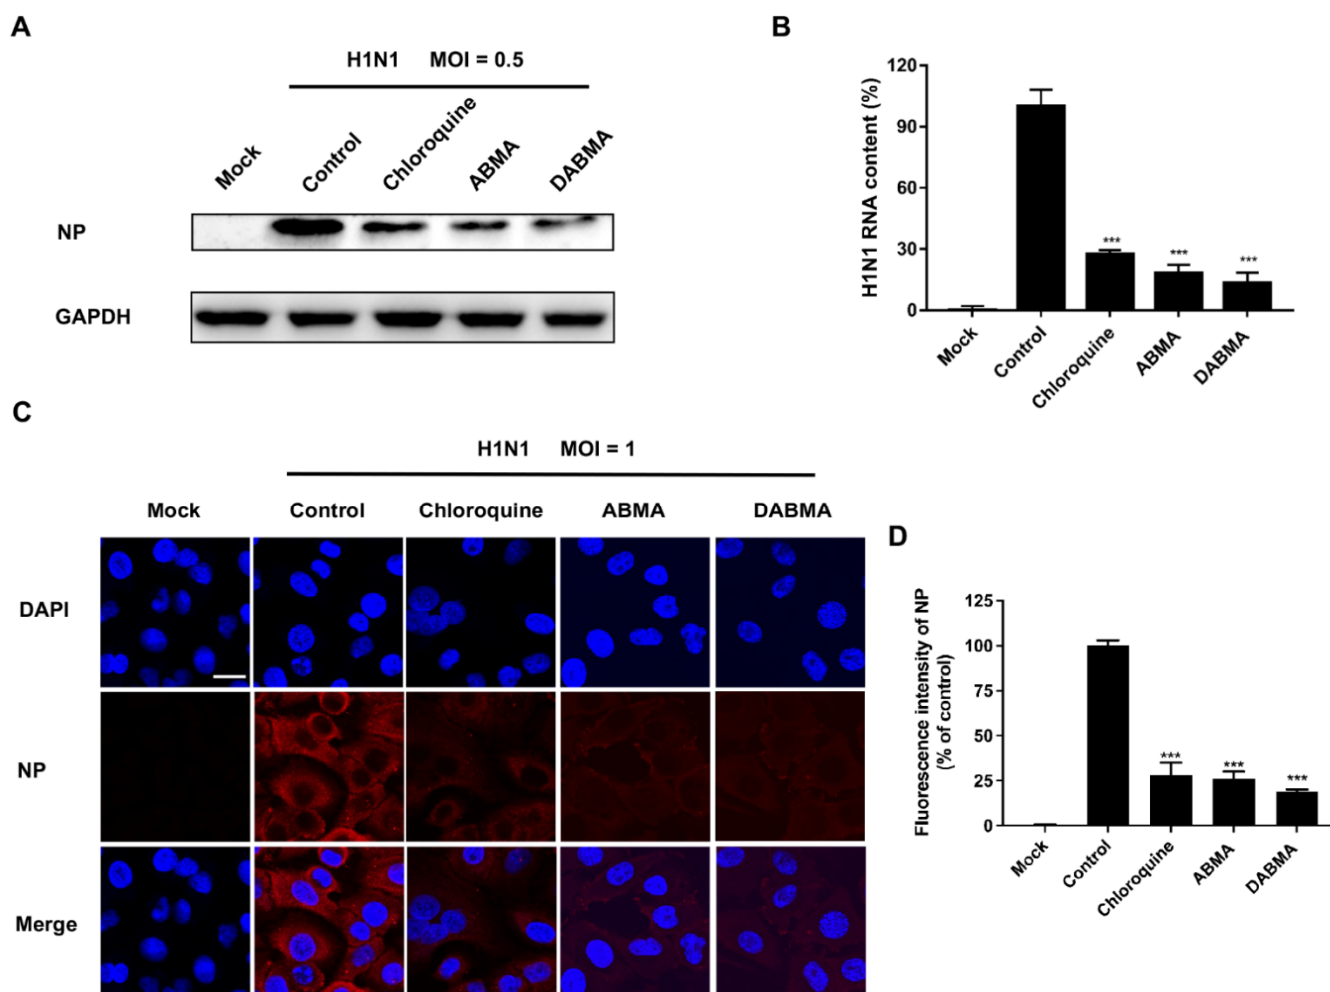 A
H1N1 MOI = 0.5
Mock
Control
Chloroquine
ABMA
DABMA
NP
GAPDH
B
H1N1 RNA content (%)
120
90
60
30
0
***
***
***
Mock
Control
Chloroquine
ABMA
DABMA
C
H1N1 MOI = 1
Mock Control Chloroquine ABMA DABMA
DAPI
NP
Merge
D
Fluorescence intensity of NP
(% of control)
125
100
75
50
25
0
***
***
***
Mock
Control
Chloroquine
ABMA
DABMA